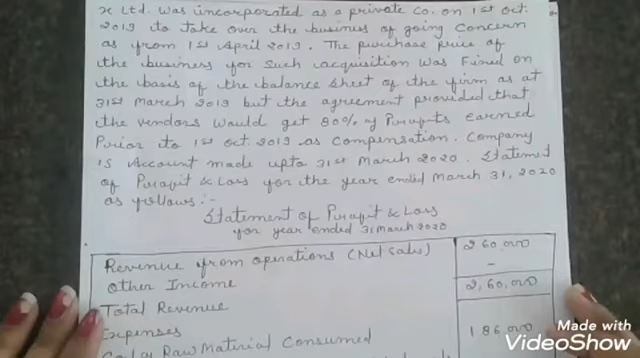 X Ltd. was incorporated as a private Co. on 1st Oct.
2019 to take over the business of going concern
as from 1st April 2019. The purchase price of
the business for such acquisition was Fixed on
the basis of the balance sheet of the firm as at
31st March 2019 but the agreement provided that
the vendors would get 80% of Profits earned
Prior to 1st Oct. 2019 as Compensation. Company
is Account made upto 31st March 2020. Statement
of Profit & Loss for the year ended March 31, 2020
as follows:-
Statement of Profit & Loss
for year ended 31 March 2020
Revenue from operations (Net Sales) 260,000
Other Income -
Total Revenue 2,60,000
Expenses
Cost of Raw Material Consumed 1,86,000
Made with
VideoShow